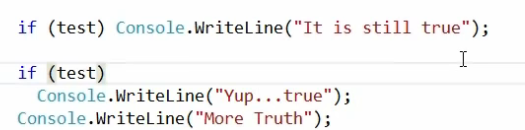 if (test) Console.WriteLine("It is still true");
if (test)
Console.WriteLine("Yup...true");
Console.WriteLine("More Truth");